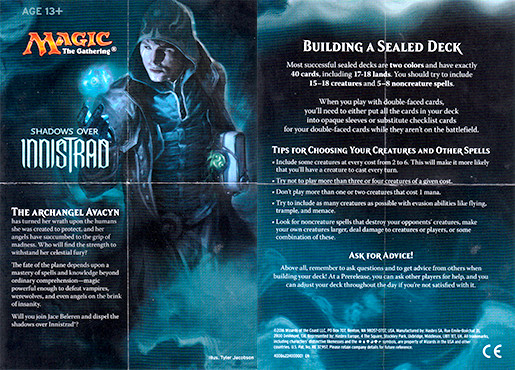 AGE 13+
MAGIC
The Gathering®
SHADOWS OVER
INNISTRAD
THE ARCHANGEL AVACYN
has turned her wrath upon the humans
she was created to protect, and her
angels have succumbed to the grip of
madness. Who will find the strength to
withstand her celestial fury?
The fate of the plane depends upon a
mastery of spells and knowledge beyond
ordinary comprehension—magic
powerful enough to defeat vampires,
werewolves, and even angels on the brink
of insanity.
Will you join Jace Beleren and dispel the
shadows over Innistrad?
Illus. Tyler Jacobson
BUILDING A SEALED DECK
Most successful sealed decks are two colors and have exactly
40 cards, including 17-18 lands. You should try to include
15–18 creatures and 5–8 noncreature spells.
When you play with double-faced cards,
you'll need to either put all the cards in your deck
into opaque sleeves or substitute checklist cards
for your double-faced cards while they aren't on the battlefield.
TIPS FOR CHOOSING YOUR CREATURES AND OTHER SPELLS
• Include some creatures at every cost from 2 to 6. This will make it more likely
that you'll have a creature to cast every turn.
• Try not to play more than three or four creatures of a given cost.
• Don't play more than one or two creatures that cost 1 mana.
• Try to include as many creatures as possible with evasion abilities like flying,
trample, and menace.
• Look for noncreature spells that destroy your opponents' creatures, make
your own creatures larger, deal damage to creatures or players, or some
combination of these.
ASK FOR ADVICE!
Above all, remember to ask questions and to get advice from others when
building your deck! At a Prerelease, you can ask other players for help, and you
can adjust your deck throughout the day if you're not satisfied with it.
©2016 Wizards of the Coast LLC, PO Box 707, Renton, WA 98057-0707, USA. Manufactured by: Hasbro SA, Rue Emile-Boéchat 31,
2800 Delémont, CH. Represented by: Hasbro Europe, 4 The Square, Stockley Park, Uxbridge, Middlesex, UB11 1ET, UK. All trademarks,
including characters' distinctive likenesses and the
are property of Wizards of the Coast in the USA and other
countries. U.S. Pat. No. RE 37,957. Please retain company details for future reference.
EN
CE